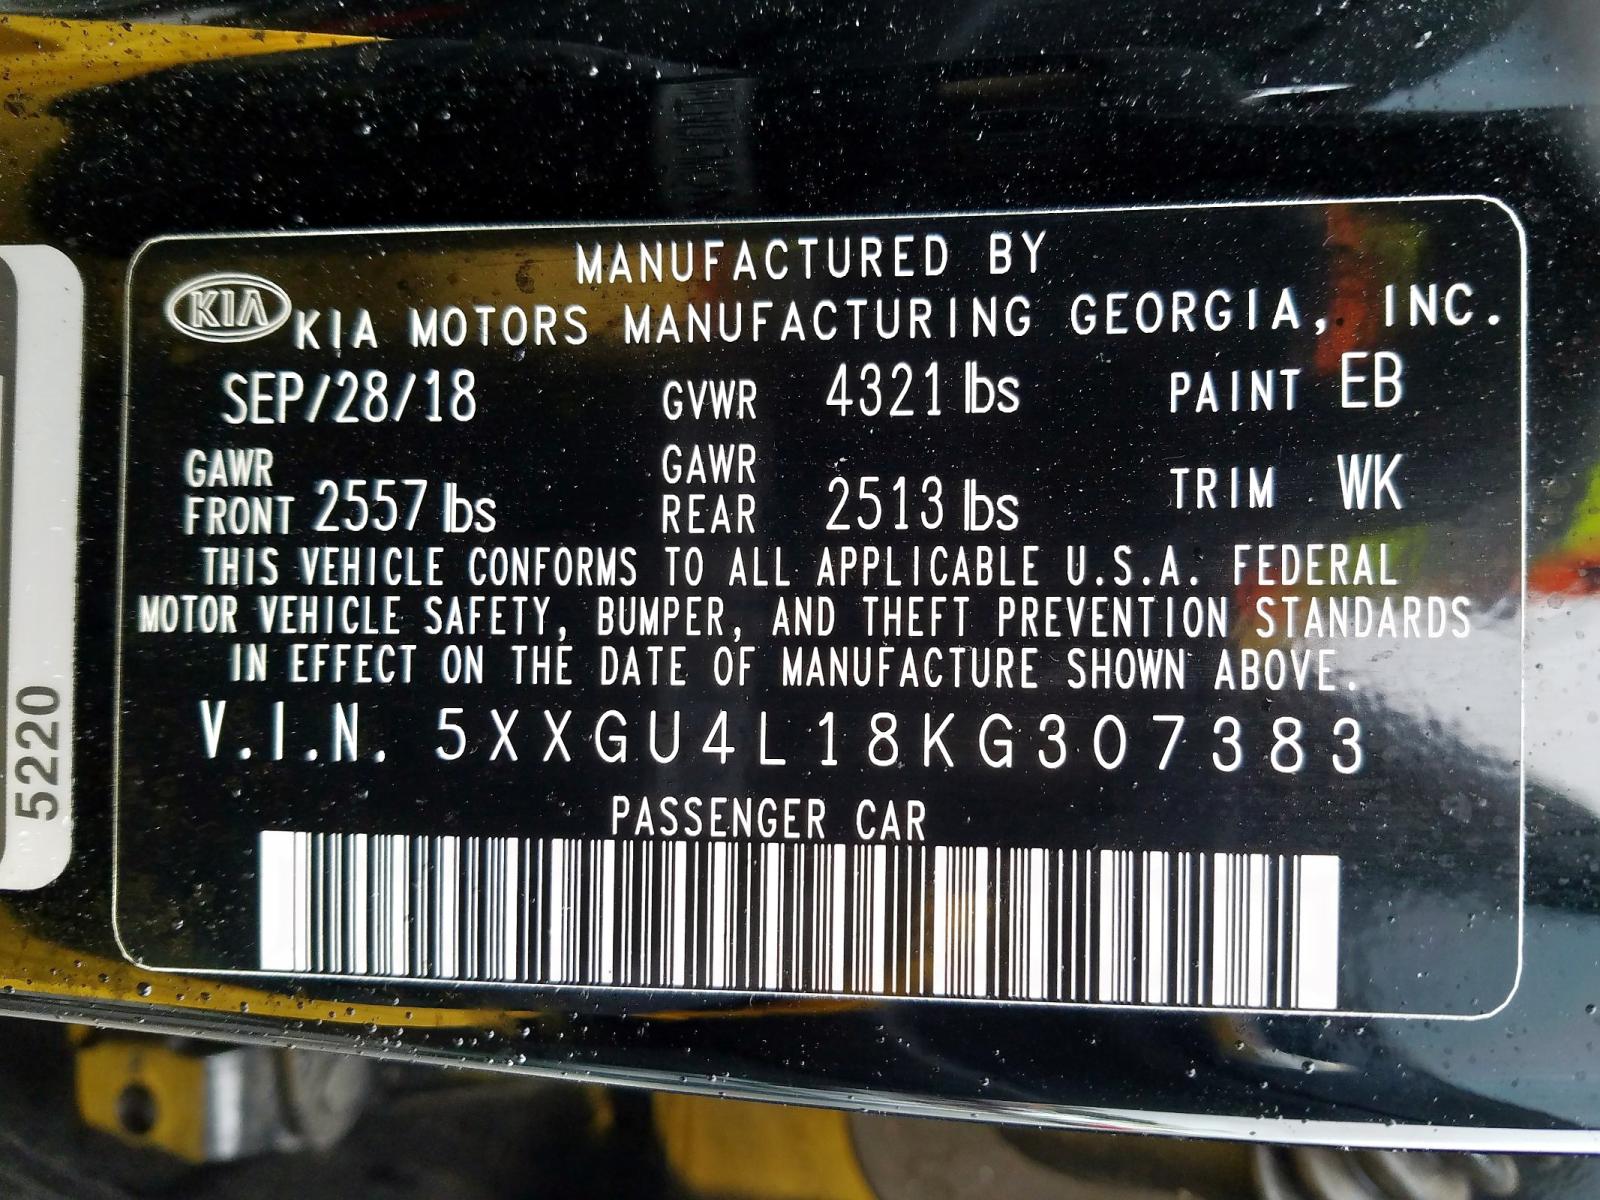 MANUFACTURED BY
KIA KIA MOTORS MANUFACTURING GEORGIA, INC.
SEP/28/18 GVWR 4321 lbs PAINT EB
GAWR FRONT 2557 lbs GAWR REAR 2513 lbs TRIM WK
THIS VEHICLE CONFORMS TO ALL APPLICABLE U.S.A. FEDERAL
MOTOR VEHICLE SAFETY, BUMPER, AND THEFT PREVENTION STANDARDS
IN EFFECT ON THE DATE OF MANUFACTURE SHOWN ABOVE.
V.I.N. 5XXGU4L18KG307383
PASSENGER CAR
5220